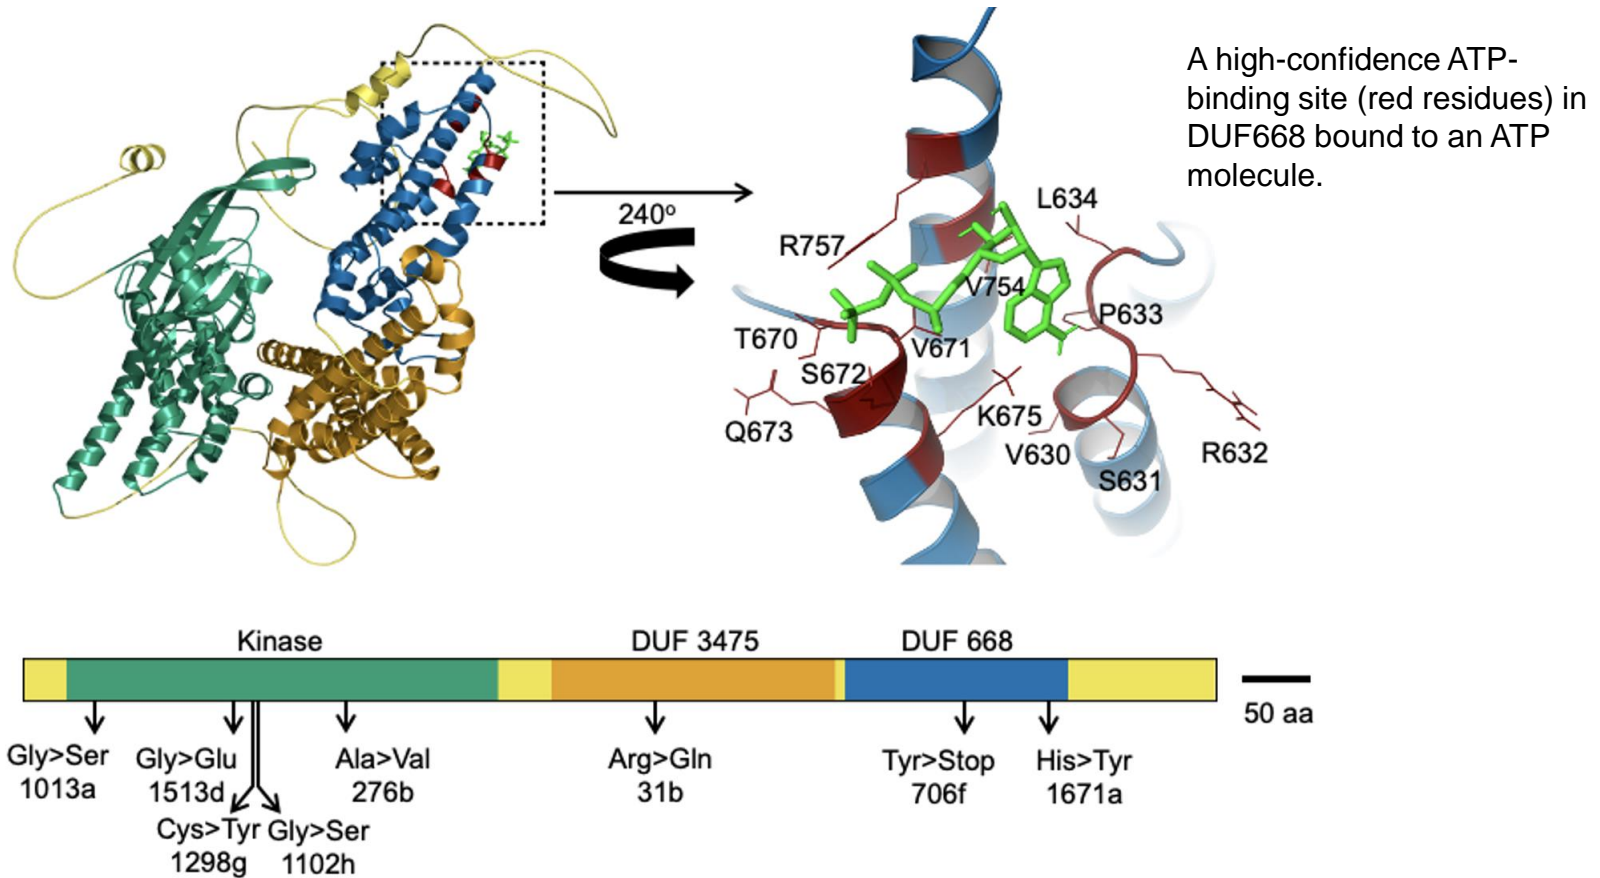 A high-confidence ATP-
binding site (red residues) in
DUF668 bound to an ATP
molecule.
240º
L634
R757
V754
P633
T670
V671
S672
K675
Q673
V630
R632
S631
Kinase
DUF 3475
DUF 668
50 aa
Gly>Ser
1013a
Gly>Glu
1513d
Ala>Val
276b
Arg>Gln
31b
Tyr>Stop
706f
His>Tyr
1671a
Cys>Tyr
1298g
Gly>Ser
1102h